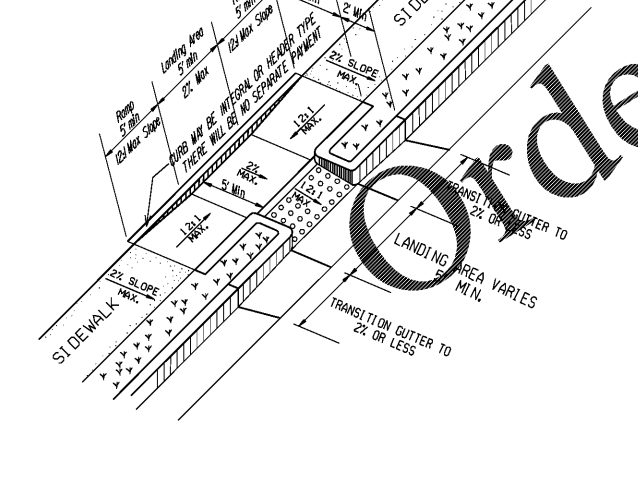 Ramp
5' min
12:1 Max Slope
Landing Area
5' min
2% Max
5' min
12:1 Max Slope
2' Min
SIDE
CURB MAY BE INTEGRAL OR HEADER TYPE
THERE WILL BE NO SEPARATE PAYMENT
2% SLOPE
MAX.
12:1
MAX.
2%
MAX.
5' Min
12:1
MAX.
12:1
MAX.
2% SLOPE
MAX.
SIDEWALK
Orde
TRANSITION GUTTER TO
2% OR LESS
LANDING AREA VARIES
5' MIN.
TRANSITION GUTTER TO
2% OR LESS